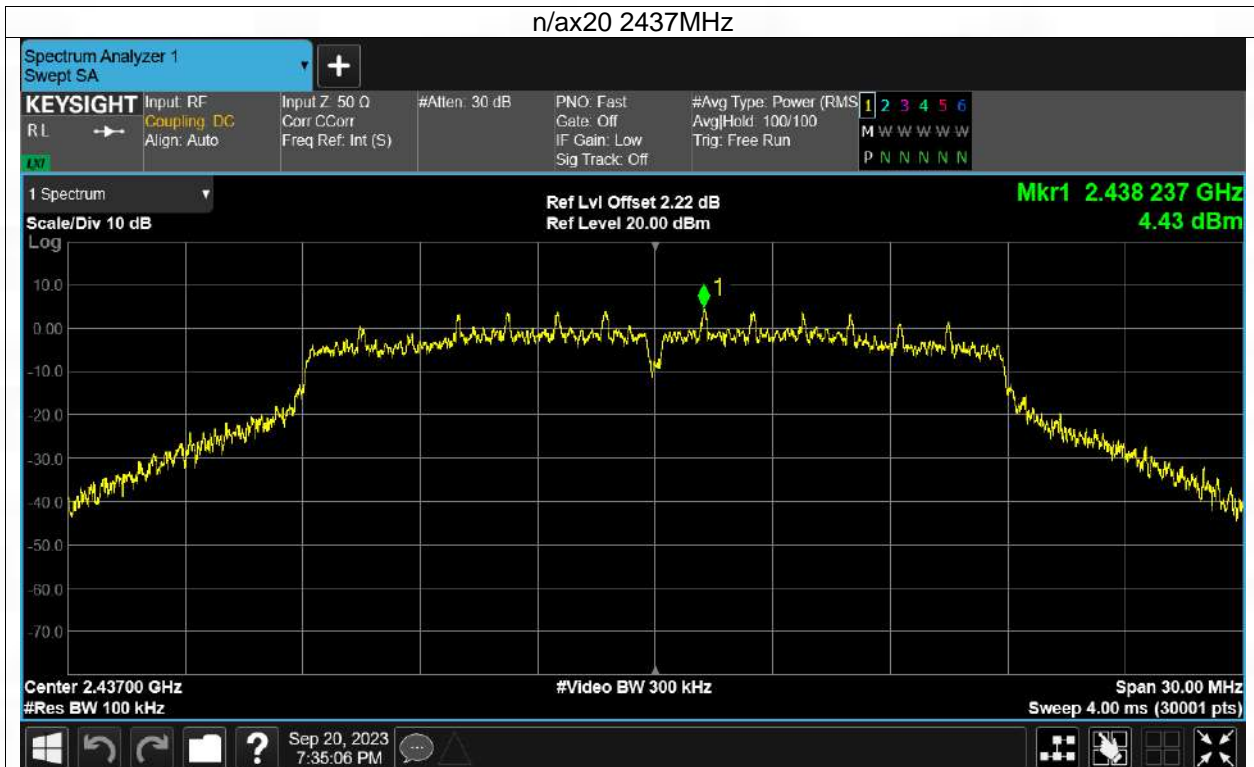 n/ax20 2437MHz
Spectrum Analyzer 1
Swept SA
+
KEYSIGHT
RL
LXI
Input: RF
Coupling: DC
Align: Auto
Input Z: 50 Ω
Corr CCorr
Freq Ref: Int (S)
#Atten: 30 dB
PNO: Fast
Gate: Off
IF Gain: Low
Sig Track: Off
#Avg Type: Power (RMS
Avg|Hold: 100/100
Trig: Free Run
1 2 3 4 5 6
M W W W W W
P N N N N N
1 Spectrum
Scale/Div 10 dB
Log
Ref Lvl Offset 2.22 dB
Ref Level 20.00 dBm
Mkr1 2.438 237 GHz
4.43 dBm
10.0
0.00
-10.0
-20.0
-30.0
-40.0
-50.0
-60.0
-70.0
1
Center 2.43700 GHz
#Res BW 100 kHz
#Video BW 300 kHz
Span 30.00 MHz
Sweep 4.00 ms (30001 pts)
?
Sep 20, 2023
7:35:06 PM